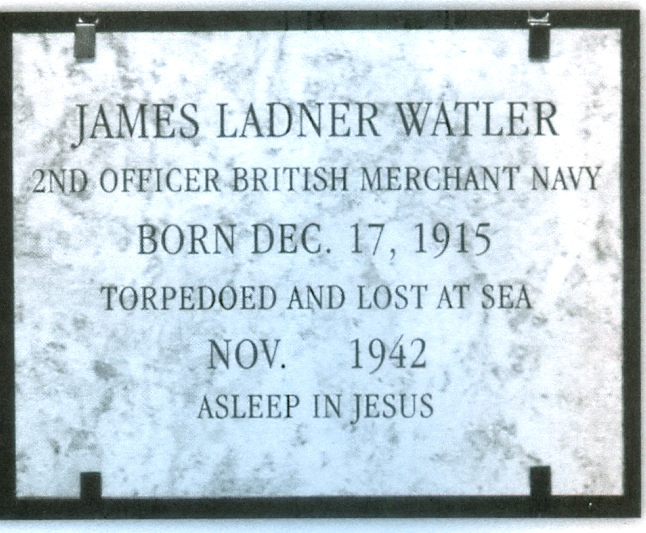 JAMES LADNER WATLER
2ND OFFICER BRITISH MERCHANT NAVY
BORN DEC. 17, 1915
TORPEDOED AND LOST AT SEA
NOV. 1942
ASLEEP IN JESUS